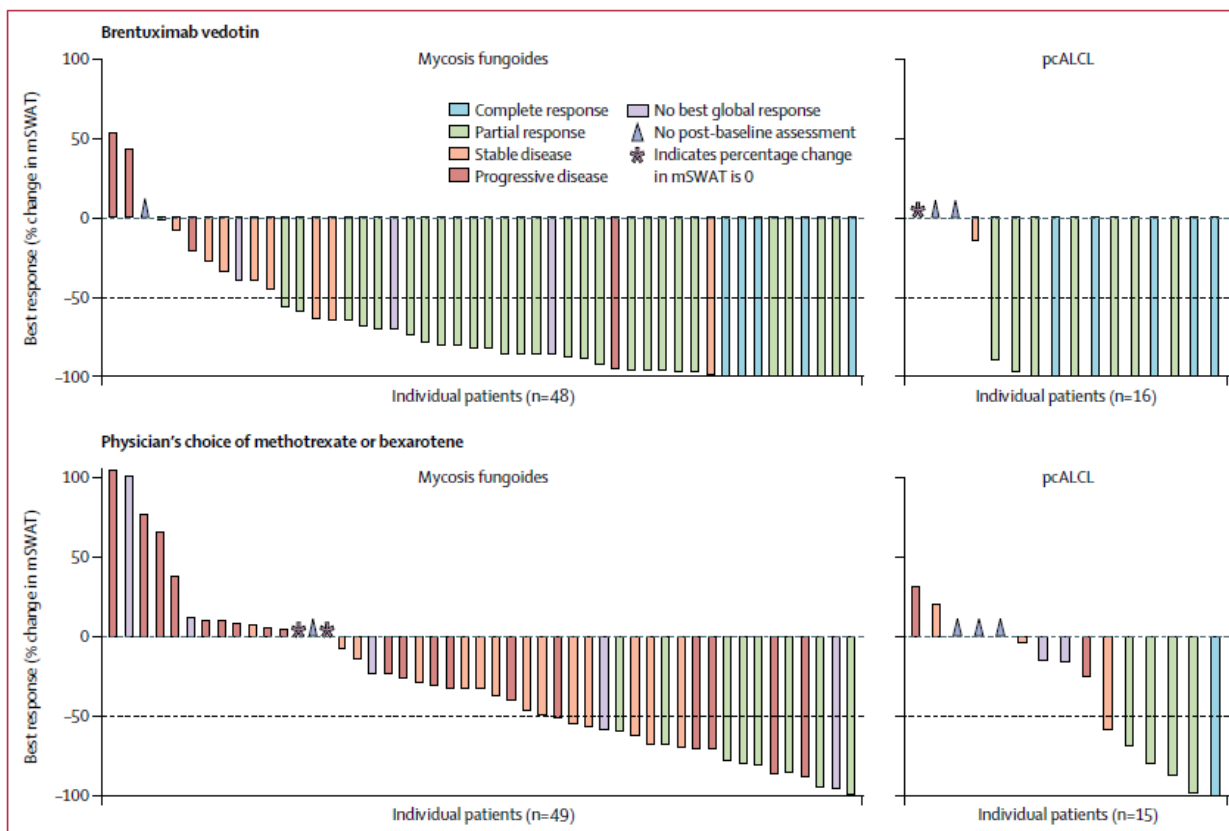 Brentuximab vedotin
Mycosis fungoides
pcALCL
Best response (% change in mSWAT)
100
50
0
–50
–100
Complete response
Partial response
Stable disease
Progressive disease
No best global response
No post-baseline assessment
Indicates percentage change
in mSWAT is 0
Individual patients (n=48)
Individual patients (n=16)
Physician's choice of methotrexate or bexarotene
Mycosis fungoides
pcALCL
Best response (% change in mSWAT)
100
50
0
–50
–100
Individual patients (n=49)
Individual patients (n=15)